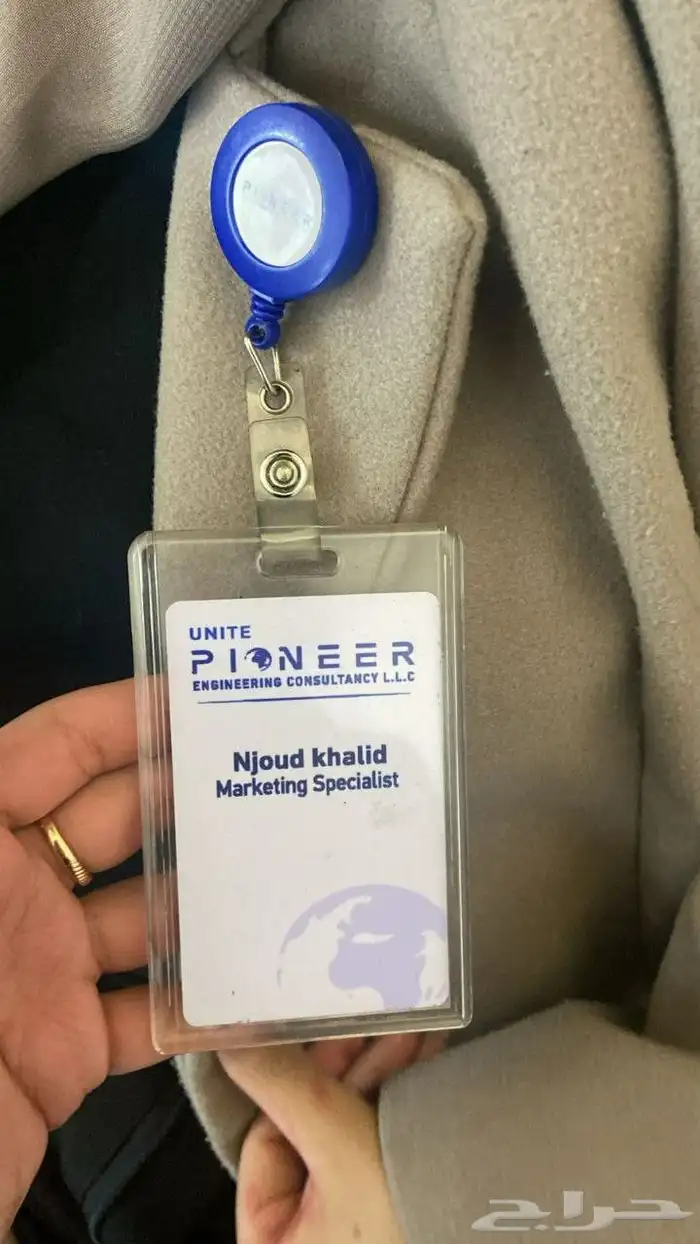 PIONEER
UNITE
PIONEER
ENGINEERING CONSULTANCY L.L.C
Njoud khalid
Marketing Specialist
حراج